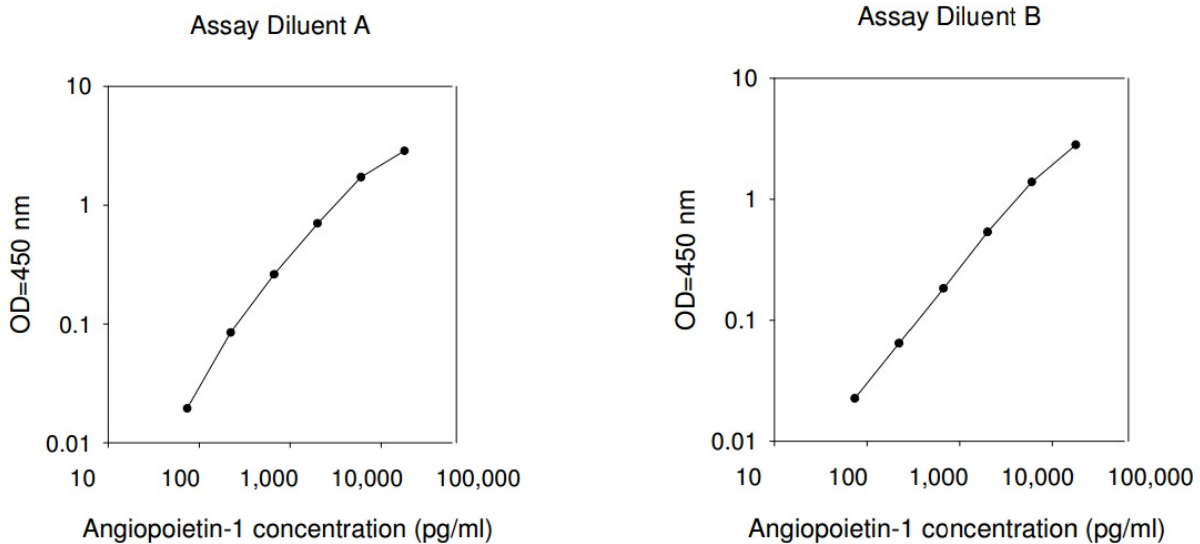 Assay Diluent A
10
1
0.1
0.01
OD=450 nm
10 100 1,000 10,000 100,000
Angiopoietin-1 concentration (pg/ml)
Assay Diluent B
10
1
0.1
0.01
OD=450 nm
10 100 1,000 10,000 100,000
Angiopoietin-1 concentration (pg/ml)